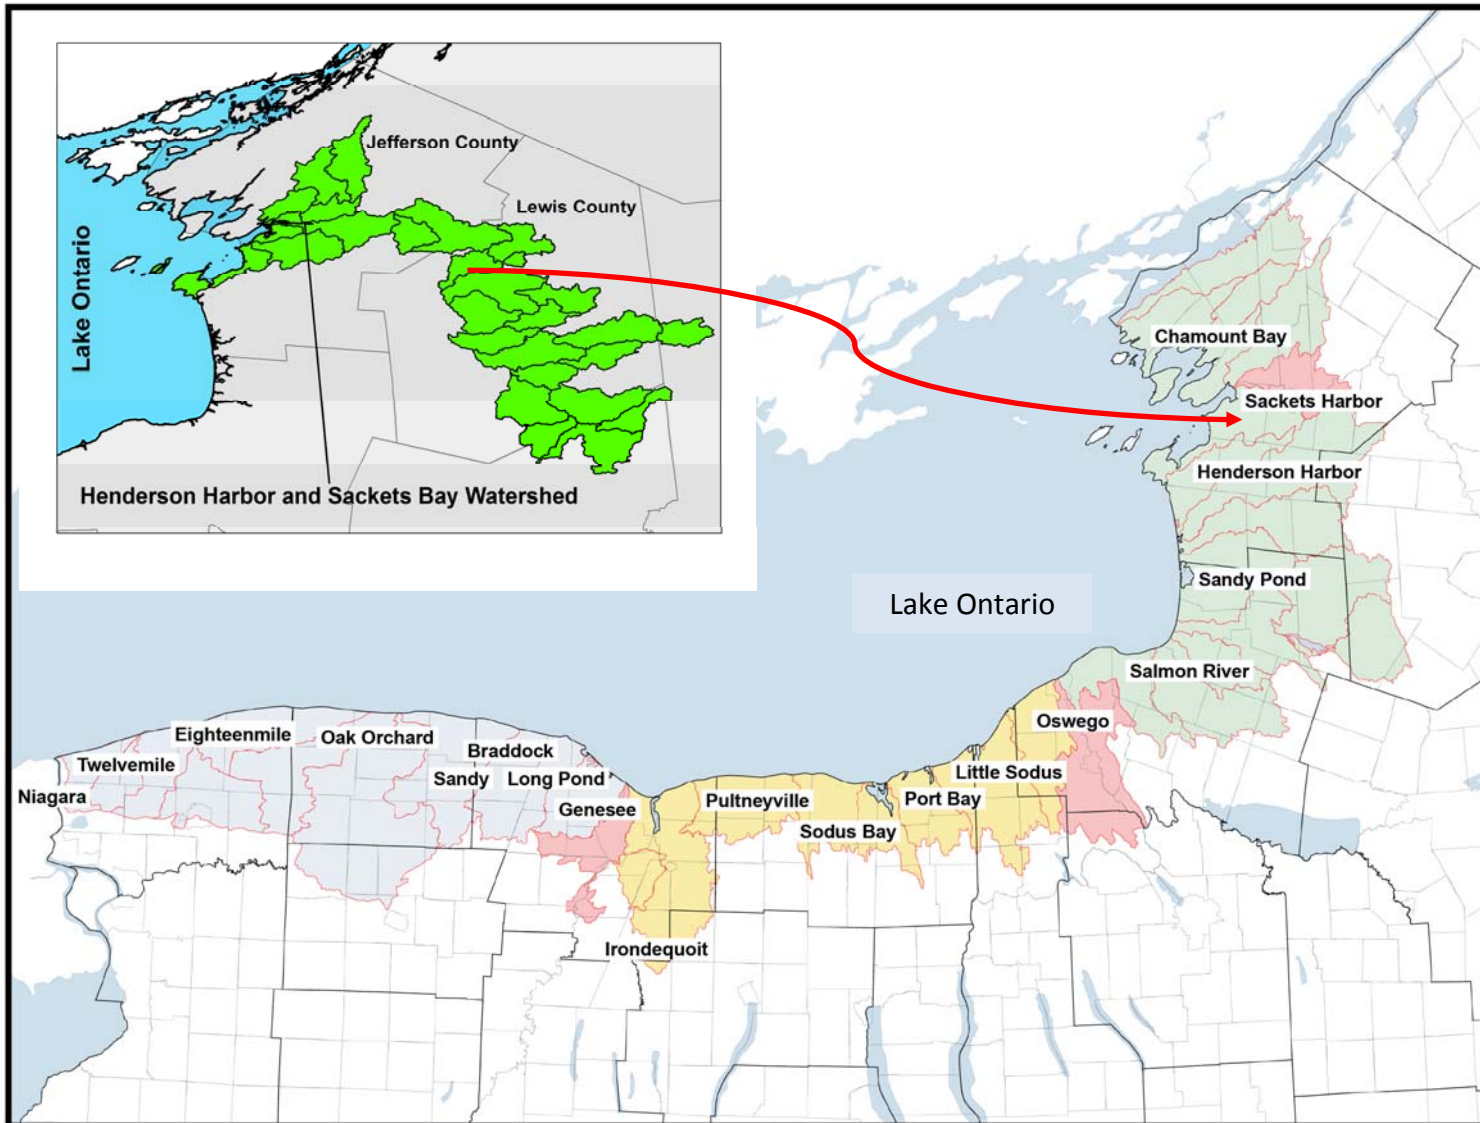 Jefferson County
Lewis County
Lake Ontario
Henderson Harbor and Sackets Bay Watershed
Chamount Bay
Sackets Harbor
Henderson Harbor
Sandy Pond
Lake Ontario
Salmon River
Oswego
Eighteenmile
Oak Orchard
Braddock
Twelvemile
Sandy
Long Pond
Little Sodus
Niagara
Genesee
Pultneyville
Port Bay
Sodus Bay
Irondequoit